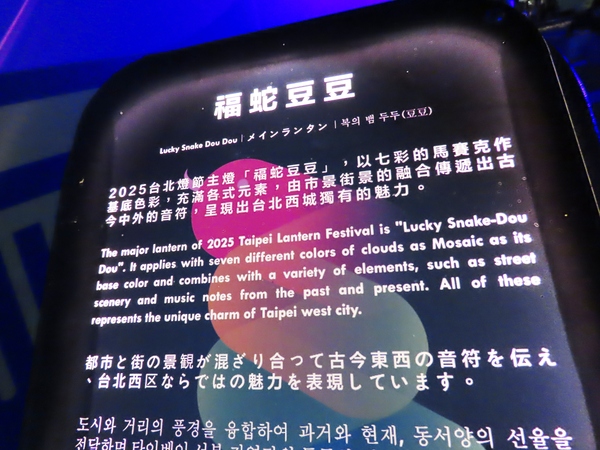 福蛇豆豆
Lucky Snake Dou Dou | メインランタン | 복의 뱀 두두(豆豆)
2025台北燈節主燈「福蛇豆豆」，以七彩的馬賽克作
基底色彩，充滿各式元素，由市景街景的融合傳遞出古
今中外的音符，呈現出台北西城獨有的魅力。
The major lantern of 2025 Taipei Lantern Festival is "Lucky Snake-Dou
Dou". It applies with seven different colors of clouds as Mosaic as its
base color and combines with a variety of elements, such as street
scenery and music notes from the past and present. All of these
represents the unique charm of Taipei west city.
都市と街の景観が混ざり合って古今東西の音符を伝え
、台北西区ならではの魅力を表現しています。
도시와 거리의 풍경을 융합하여 과거와 현재, 동서양의 선율을
전달하며 타이베이